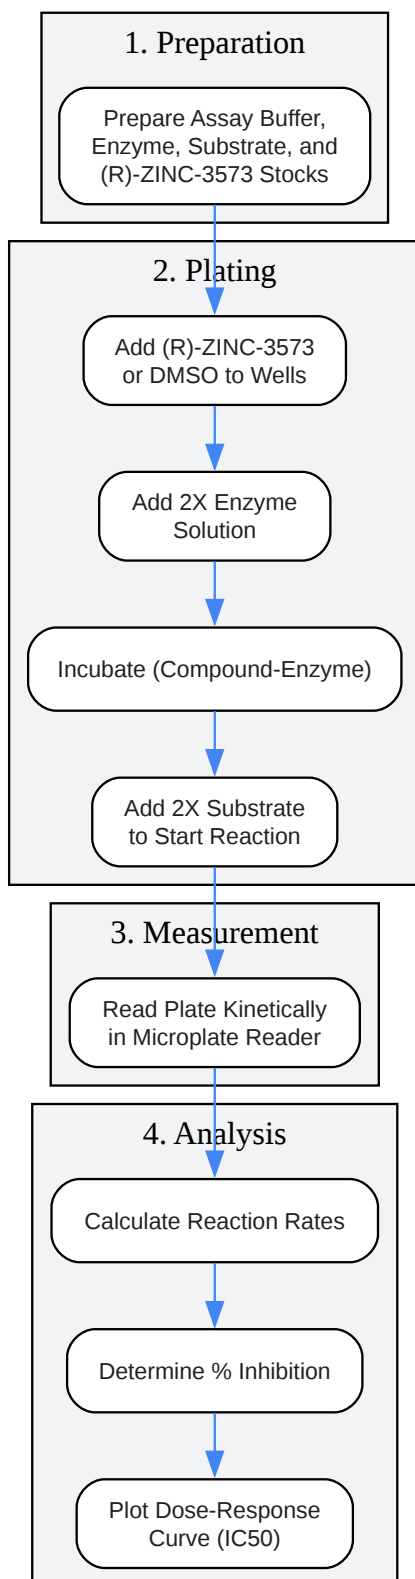 1. Preparation
Prepare Assay Buffer,
Enzyme, Substrate, and
(R)-ZINC-3573 Stocks
2. Plating
Add (R)-ZINC-3573
or DMSO to Wells
Add 2X Enzyme
Solution
Incubate (Compound-Enzyme)
Add 2X Substrate
to Start Reaction
3. Measurement
Read Plate Kinetically
in Microplate Reader
4. Analysis
Calculate Reaction Rates
Determine % Inhibition
Plot Dose-Response
Curve (IC50)